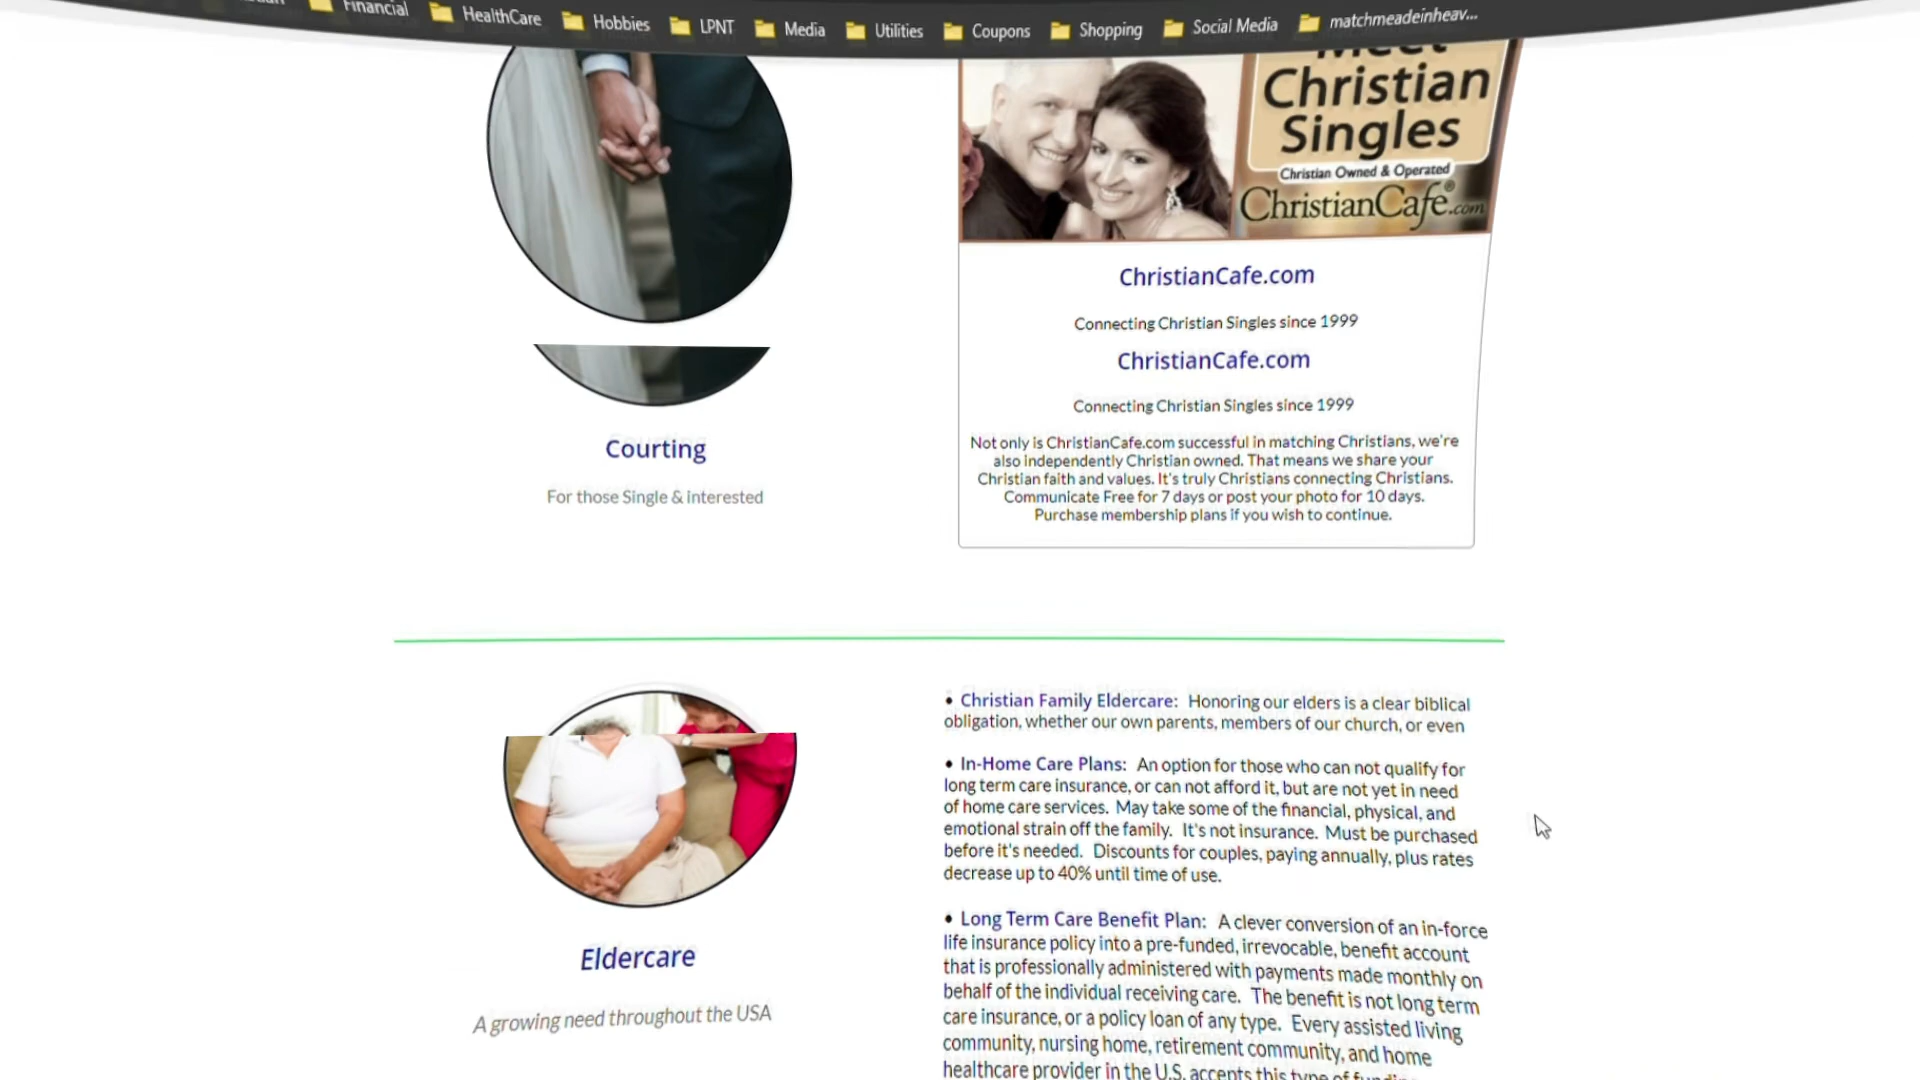 Financial
HealthCare
Hobbies
LPNT
Media
Utilities
Coupons
Shopping
Social Media
matchmeadeinheav...
Meet
Christian
Singles
Christian Owned & Operated
ChristianCafe.com
ChristianCafe.com
Connecting Christian Singles since 1999
ChristianCafe.com
Connecting Christian Singles since 1999
Not only is ChristianCafe.com successful in matching Christians, we're
also independently Christian owned. That means we share your
Christian faith and values. It's truly Christians connecting Christians.
Communicate Free for 7 days or post your photo for 10 days.
Purchase membership plans if you wish to continue.
Courting
For those Single & interested
• Christian Family Eldercare: Honoring our elders is a clear biblical
obligation, whether our own parents, members of our church, or even
• In-Home Care Plans: An option for those who can not qualify for
long term care insurance, or can not afford it, but are not yet in need
of home care services. May take some of the financial, physical, and
emotional strain off the family. It's not insurance. Must be purchased
before it's needed. Discounts for couples, paying annually, plus rates
decrease up to 40% until time of use.
• Long Term Care Benefit Plan: A clever conversion of an in-force
life insurance policy into a pre-funded, irrevocable, benefit account
that is professionally administered with payments made monthly on
behalf of the individual receiving care. The benefit is not long term
care insurance, or a policy loan of any type. Every assisted living
community, nursing home, retirement community, and home
healthcare provider in the U.S. accepts this type of
Eldercare
A growing need throughout the USA